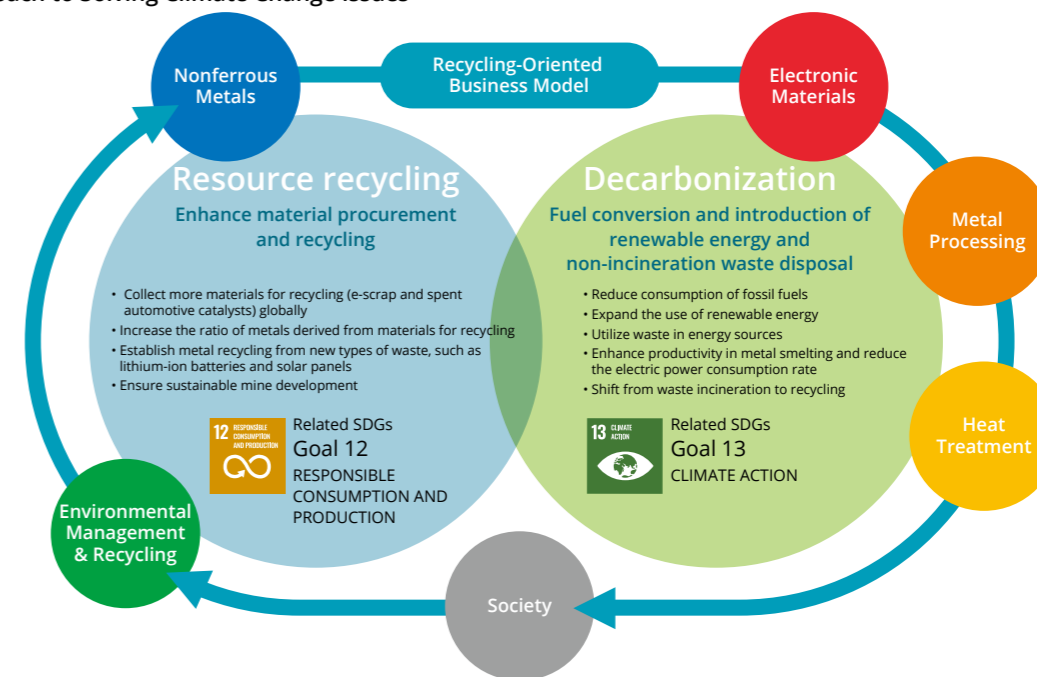 to Solving Climate Change Issues
Nonferrous
Metals
Recycling-Oriented
Business Model
Electronic
Materials
Metal
Processing
Heat
Treatment
Society
Environmental
Management
& Recycling
Resource recycling
Enhance material procurement
and recycling
• Collect more materials for recycling (e-scrap and spent
automotive catalysts) globally
• Increase the ratio of metals derived from materials for recycling
• Establish metal recycling from new types of waste, such as
lithium-ion batteries and solar panels
• Ensure sustainable mine development
12 RESPONSIBLE
CONSUMPTION
AND PRODUCTION
Related SDGs
Goal 12
RESPONSIBLE
CONSUMPTION AND
PRODUCTION
Decarbonization
Fuel conversion and introduction of
renewable energy and
non-incineration waste disposal
• Reduce consumption of fossil fuels
• Expand the use of renewable energy
• Utilize waste in energy sources
• Enhance productivity in metal smelting and reduce
the electric power consumption rate
• Shift from waste incineration to recycling
13 CLIMATE
ACTION
Related SDGs
Goal 13
CLIMATE ACTION